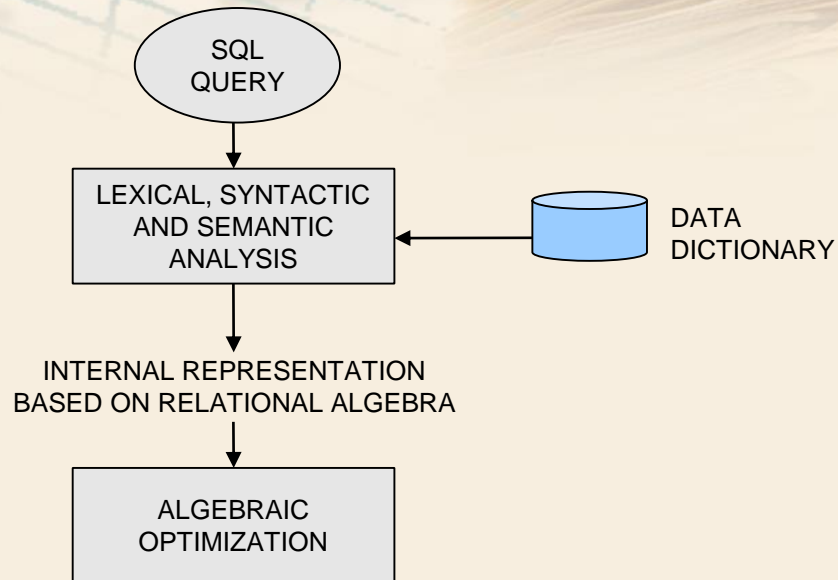 SQL
QUERY
LEXICAL, SYNTACTIC
AND SEMANTIC
ANALYSIS
DATA
DICTIONARY
INTERNAL REPRESENTATION
BASED ON RELATIONAL ALGEBRA
ALGEBRAIC
OPTIMIZATION